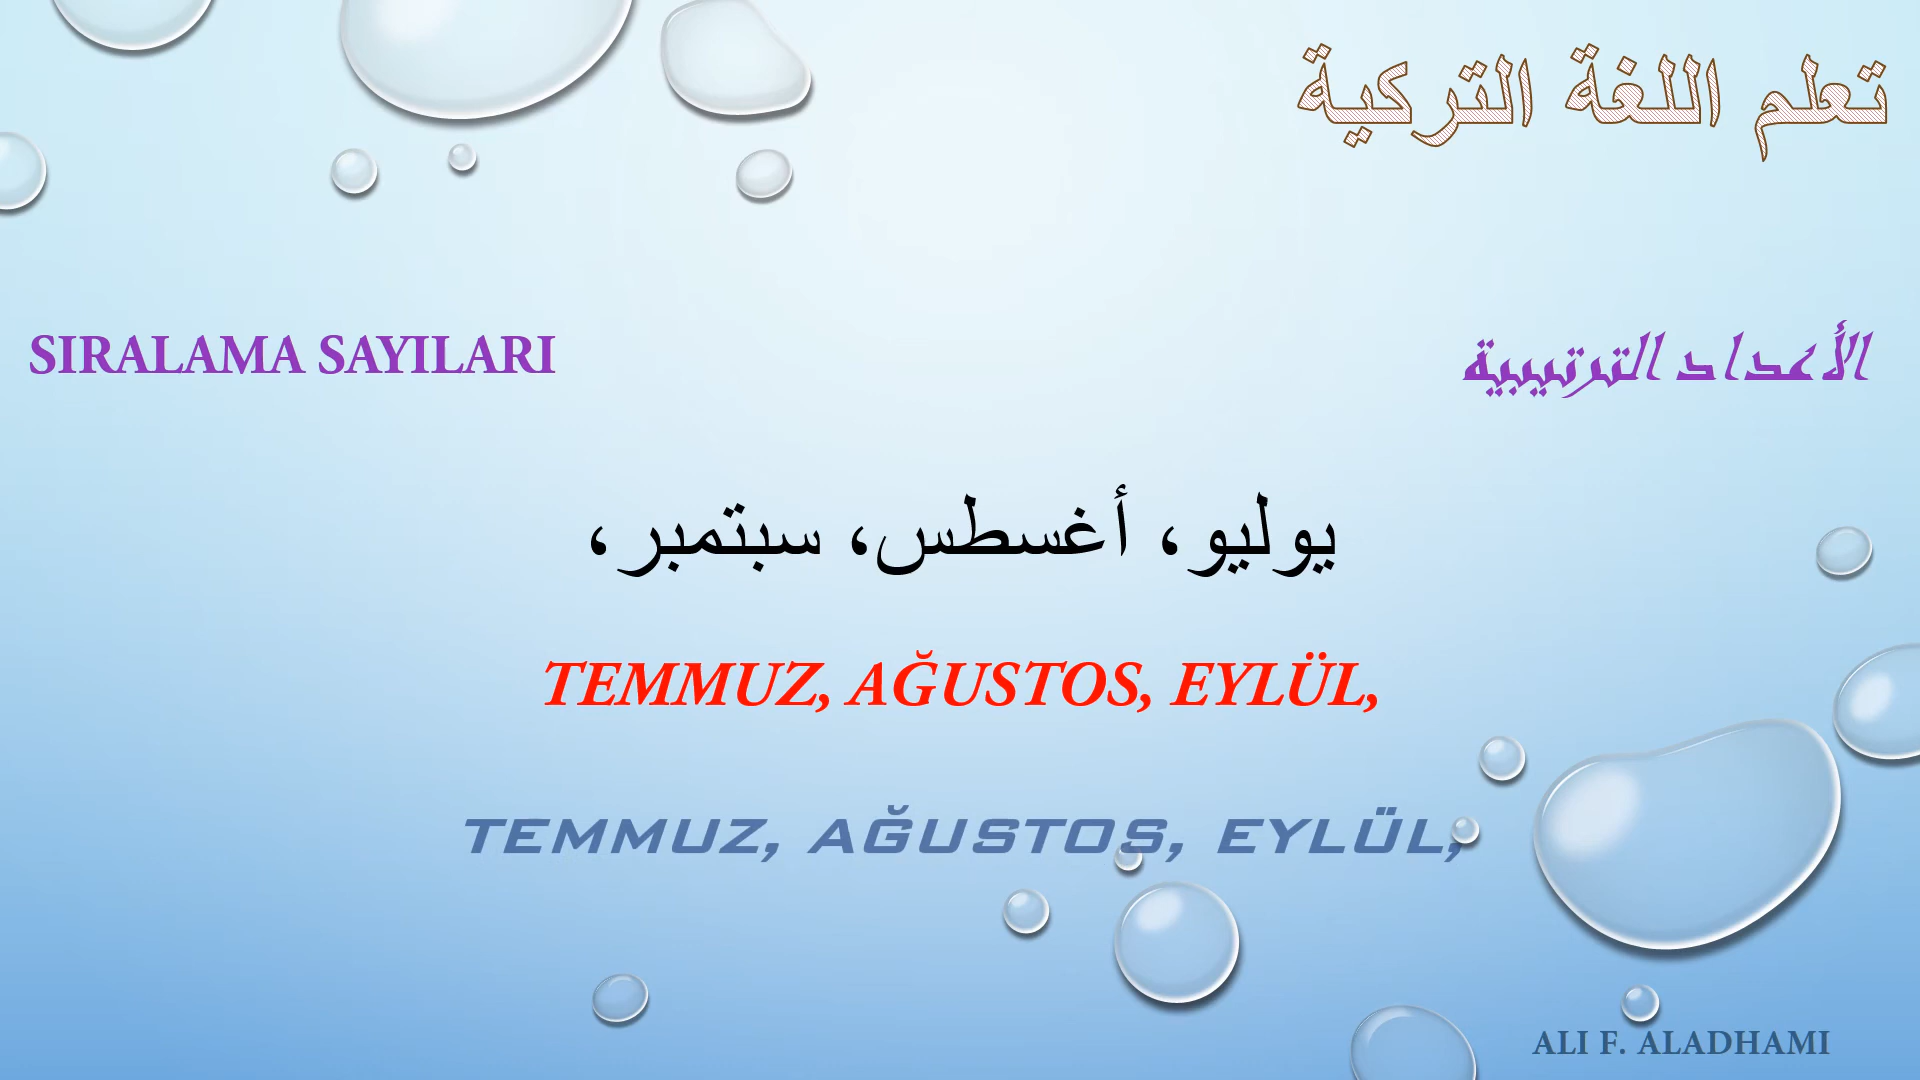 تعلم اللغة التركية
SIRALAMA SAYILARI
الأعداد الترتيبية
يوليو، أغسطس، سبتمبر،
TEMMUZ, AĞUSTOS, EYLÜL,
TEMMUZ, AĞUSTOS, EYLÜL,
ALI F. ALADHAMI